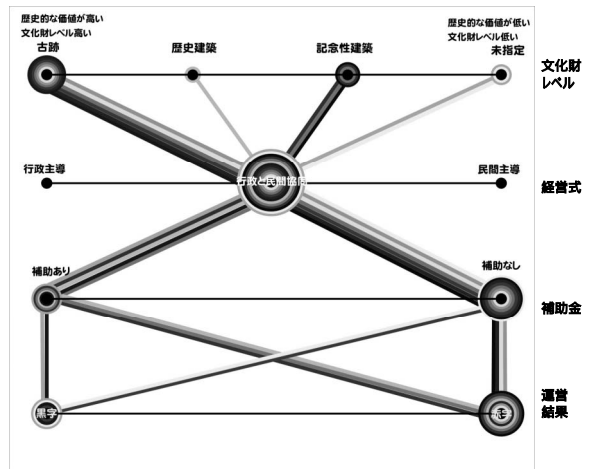 歴史的な価値が高い
文化財レベル高い
古跡
歴史建築
記念性建築
歴史的な価値が低い
文化財レベル低い
未指定
文化財
レベル
行政主導
行政と民間協同
民間主導
経営式
補助あり
補助なし
補助金
黒字
赤字
運営
結果